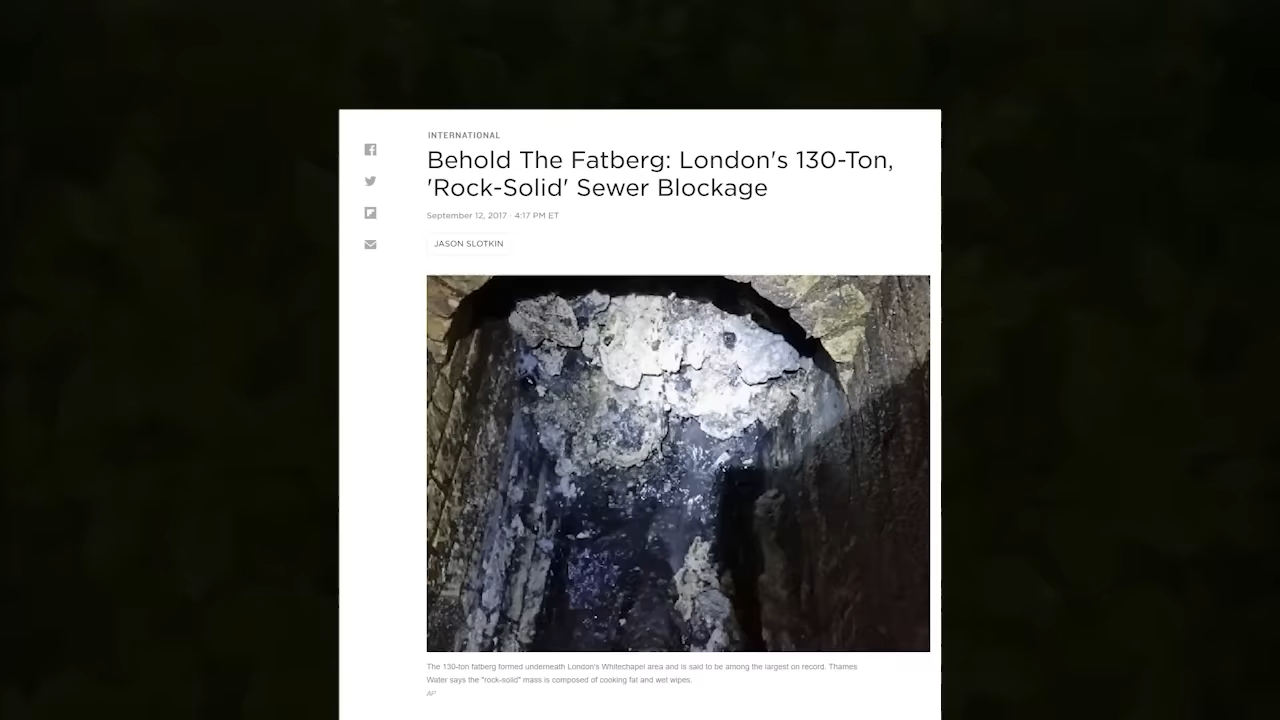 INTERNATIONAL
Behold The Fatberg: London's 130-Ton,
'Rock-Solid' Sewer Blockage
September 12, 2017 · 4:17 PM ET
JASON SLOTKIN
The 130-ton fatberg formed underneath London's Whitechapel area and is said to be among the largest on record. Thames
Water says the "rock-solid" mass is composed of cooking fat and wet wipes.
AP